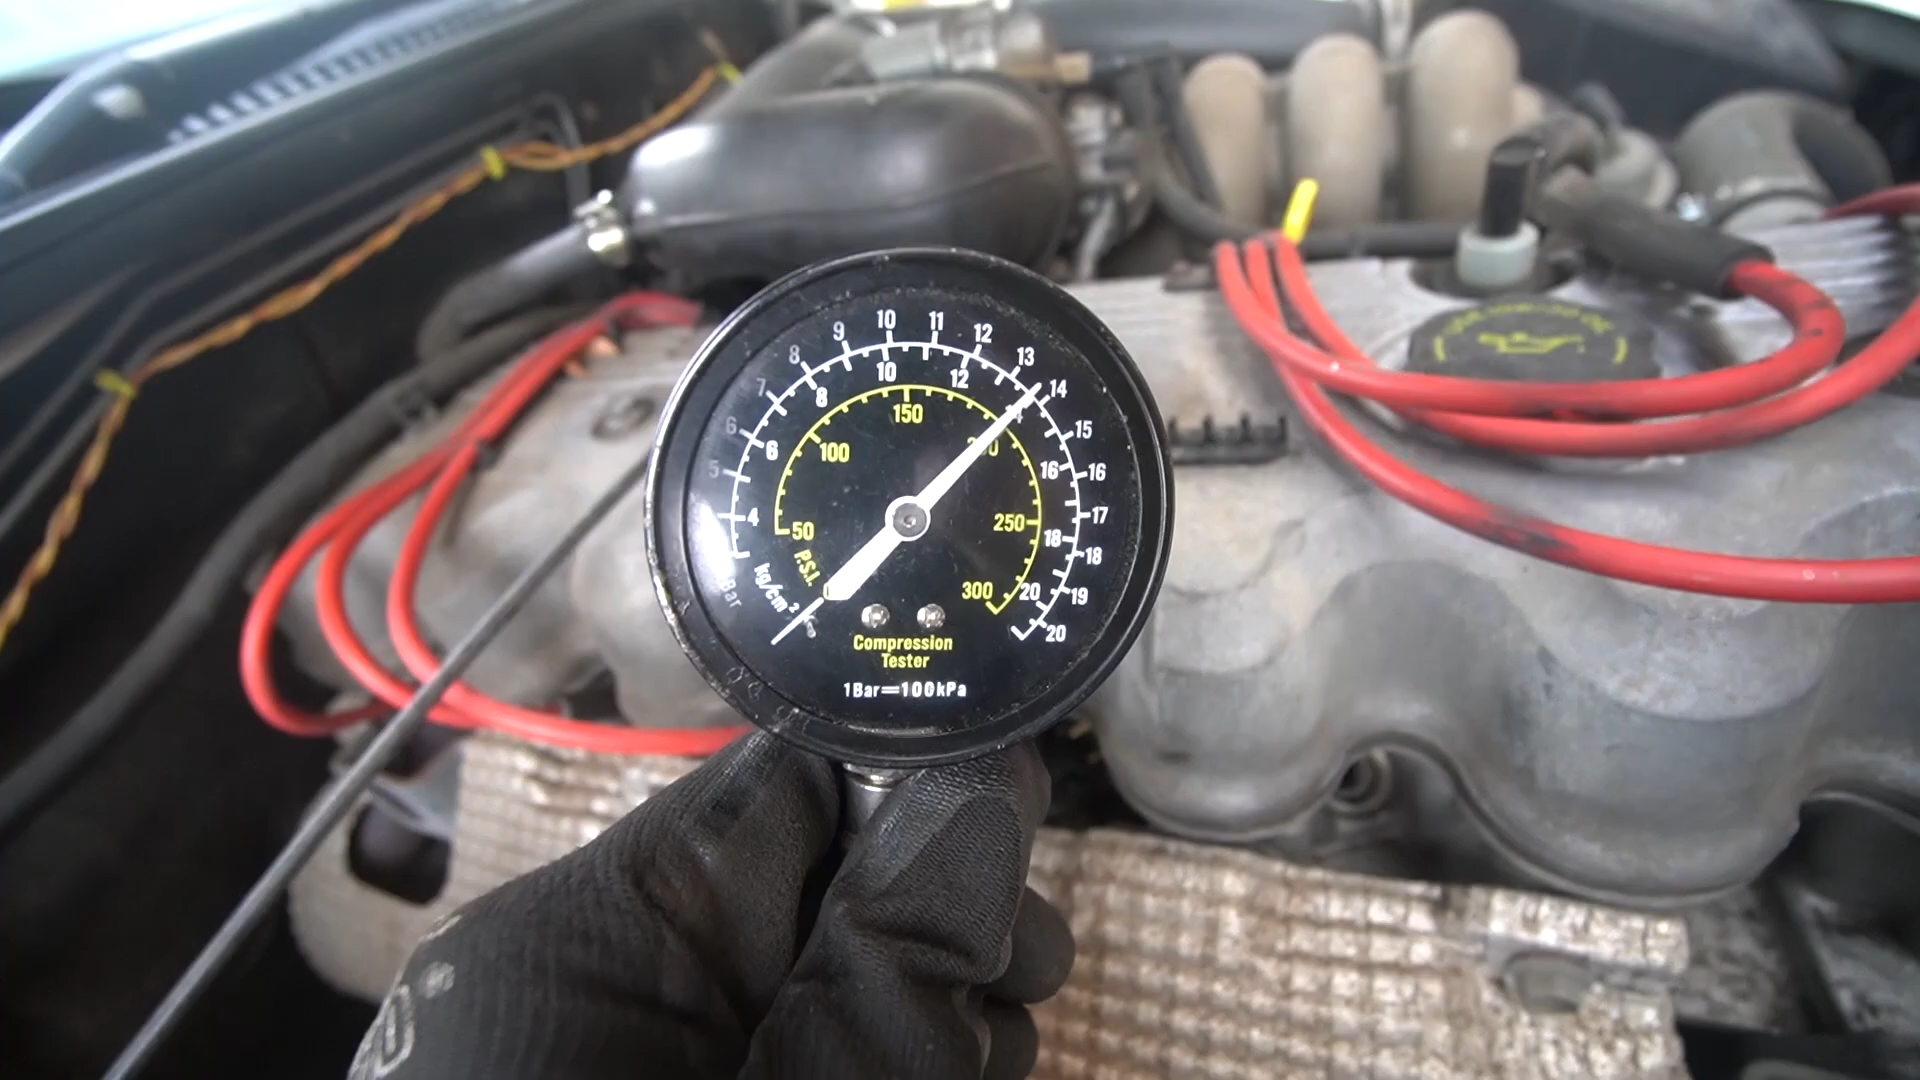 9 10 11 12
8 13
7 14
6 15
5 16
17
18
19
20
10 12
8
6 16
4 18
20
150
100
50 250
300
P.S.I.
kg/cm²
Bar
Compression
Tester
1Bar=100kPa